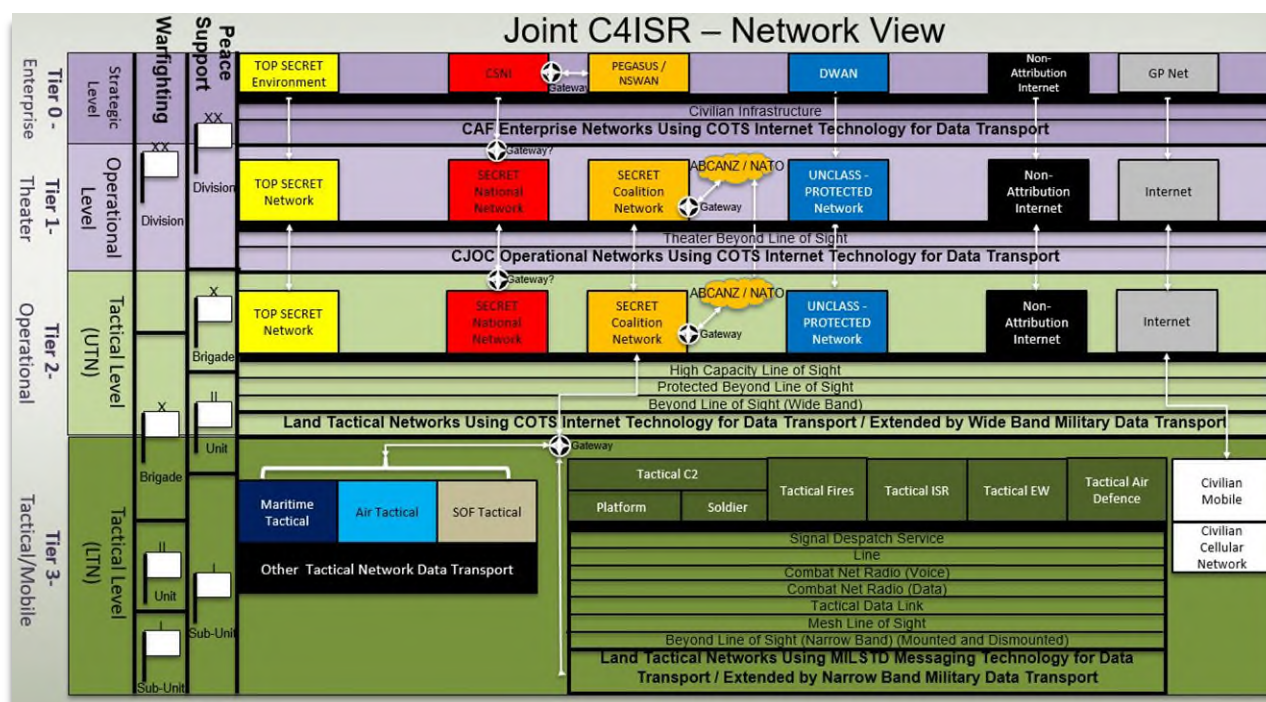 Joint C4ISR – Network View
Tier 0 -
Enterprise
Strategic
Level
Warfighting
Peace
Support
TOP SECRET
Environment
CSNI
Gateway
PEGASUS /
NSWAN
DWAN
Non-
Attribution
Internet
GP Net
Civilian Infrastructure
CAF Enterprise Networks Using COTS Internet Technology for Data Transport
XX
Division
XX
Division
Gateway?
Tier 1-
Theater
Operational
Level
TOP SECRET
Network
SECRET
National
Network
SECRET
Coalition
Network
ABCANZ / NATO
Gateway
UNCLASS -
PROTECTED
Network
Non-
Attribution
Internet
Internet
Theater Beyond Line of Sight
CJOC Operational Networks Using COTS Internet Technology for Data Transport
Gateway?
Tier 2-
Operational
Tactical Level
(UTN)
X
Brigade
II
Unit
TOP SECRET
Network
SECRET
National
Network
SECRET
Coalition
Network
ABCANZ / NATO
Gateway
UNCLASS -
PROTECTED
Network
Non-
Attribution
Internet
Internet
High Capacity Line of Sight
Protected Beyond Line of Sight
Beyond Line of Sight (Wide Band)
Land Tactical Networks Using COTS Internet Technology for Data Transport / Extended by Wide Band Military Data Transport
Gateway
Tier 3-
Tactical/Mobile
Tactical Level
(LTN)
X
Brigade
II
Unit
I
Sub-Unit
I
Sub-Unit
Maritime
Tactical
Air Tactical
SOF Tactical
Other Tactical Network Data Transport
Tactical C2
Platform
Soldier
Tactical Fires
Tactical ISR
Tactical EW
Tactical Air
Defence
Civilian
Mobile
Civilian
Cellular
Network
Signal Despatch Service
Line
Combat Net Radio (Voice)
Combat Net Radio (Data)
Tactical Data Link
Mesh Line of Sight
Beyond Line of Sight (Narrow Band) (Mounted and Dismounted)
Land Tactical Networks Using MILSTD Messaging Technology for Data
Transport / Extended by Narrow Band Military Data Transport